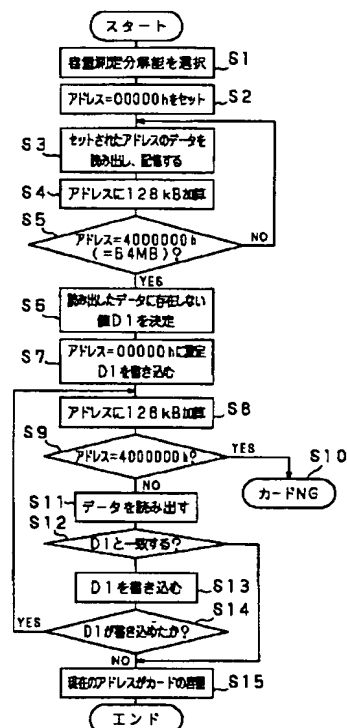 スタート
容量測定分解能を選択
S1
アドレス=00000hをセット
S2
S3
セットされたアドレスのデータを
読み出し、記憶する
S4
アドレスに128kB加算
S5
アドレス=4000000h
(=64MB)?
NO
YES
S6
読み出したデータに存在しない
値D1を決定
S7
アドレス=00000hに設定
D1を書き込む
アドレスに128kB加算
S8
S9
アドレス=4000000h?
YES
S10
カードNG
NO
S11
データを読み出す
S12
D1と一致する?
D1を書き込む
S13
S14
YES
D1が書き込めたか?
NO
現在のアドレスがカードの容量
S15
エンド